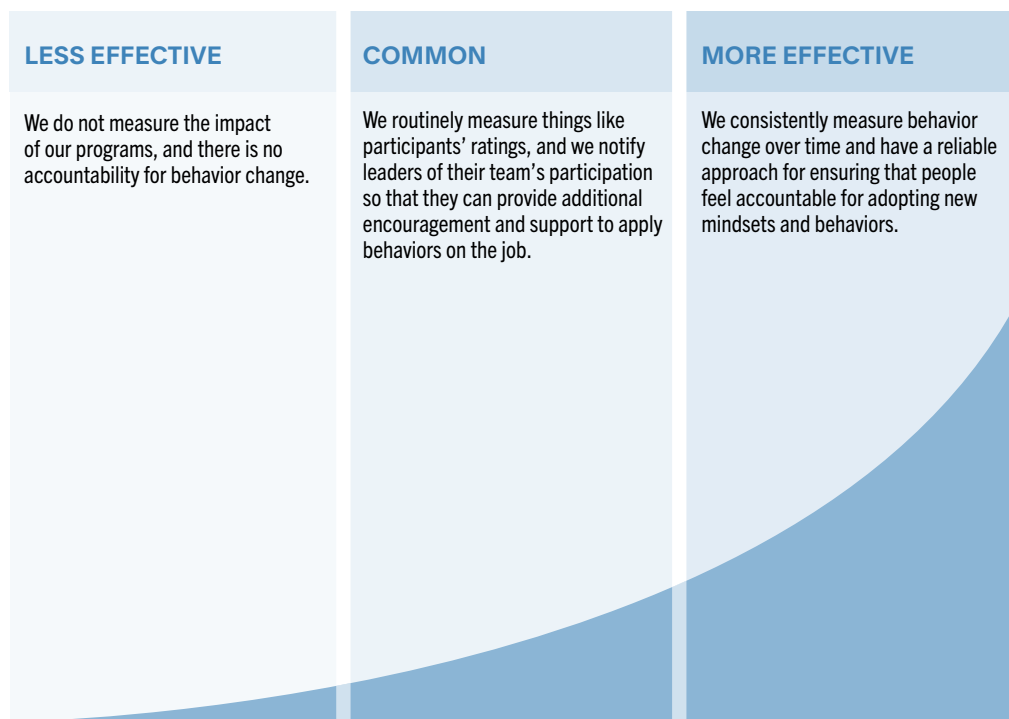 LESS EFFECTIVE
We do not measure the impact
of our programs, and there is no
accountability for behavior change.
COMMON
We routinely measure things like
participants’ ratings, and we notify
leaders of their team’s participation
so that they can provide additional
encouragement and support to apply
behaviors on the job.
MORE EFFECTIVE
We consistently measure behavior
change over time and have a reliable
approach for ensuring that people
feel accountable for adopting new
mindsets and behaviors.